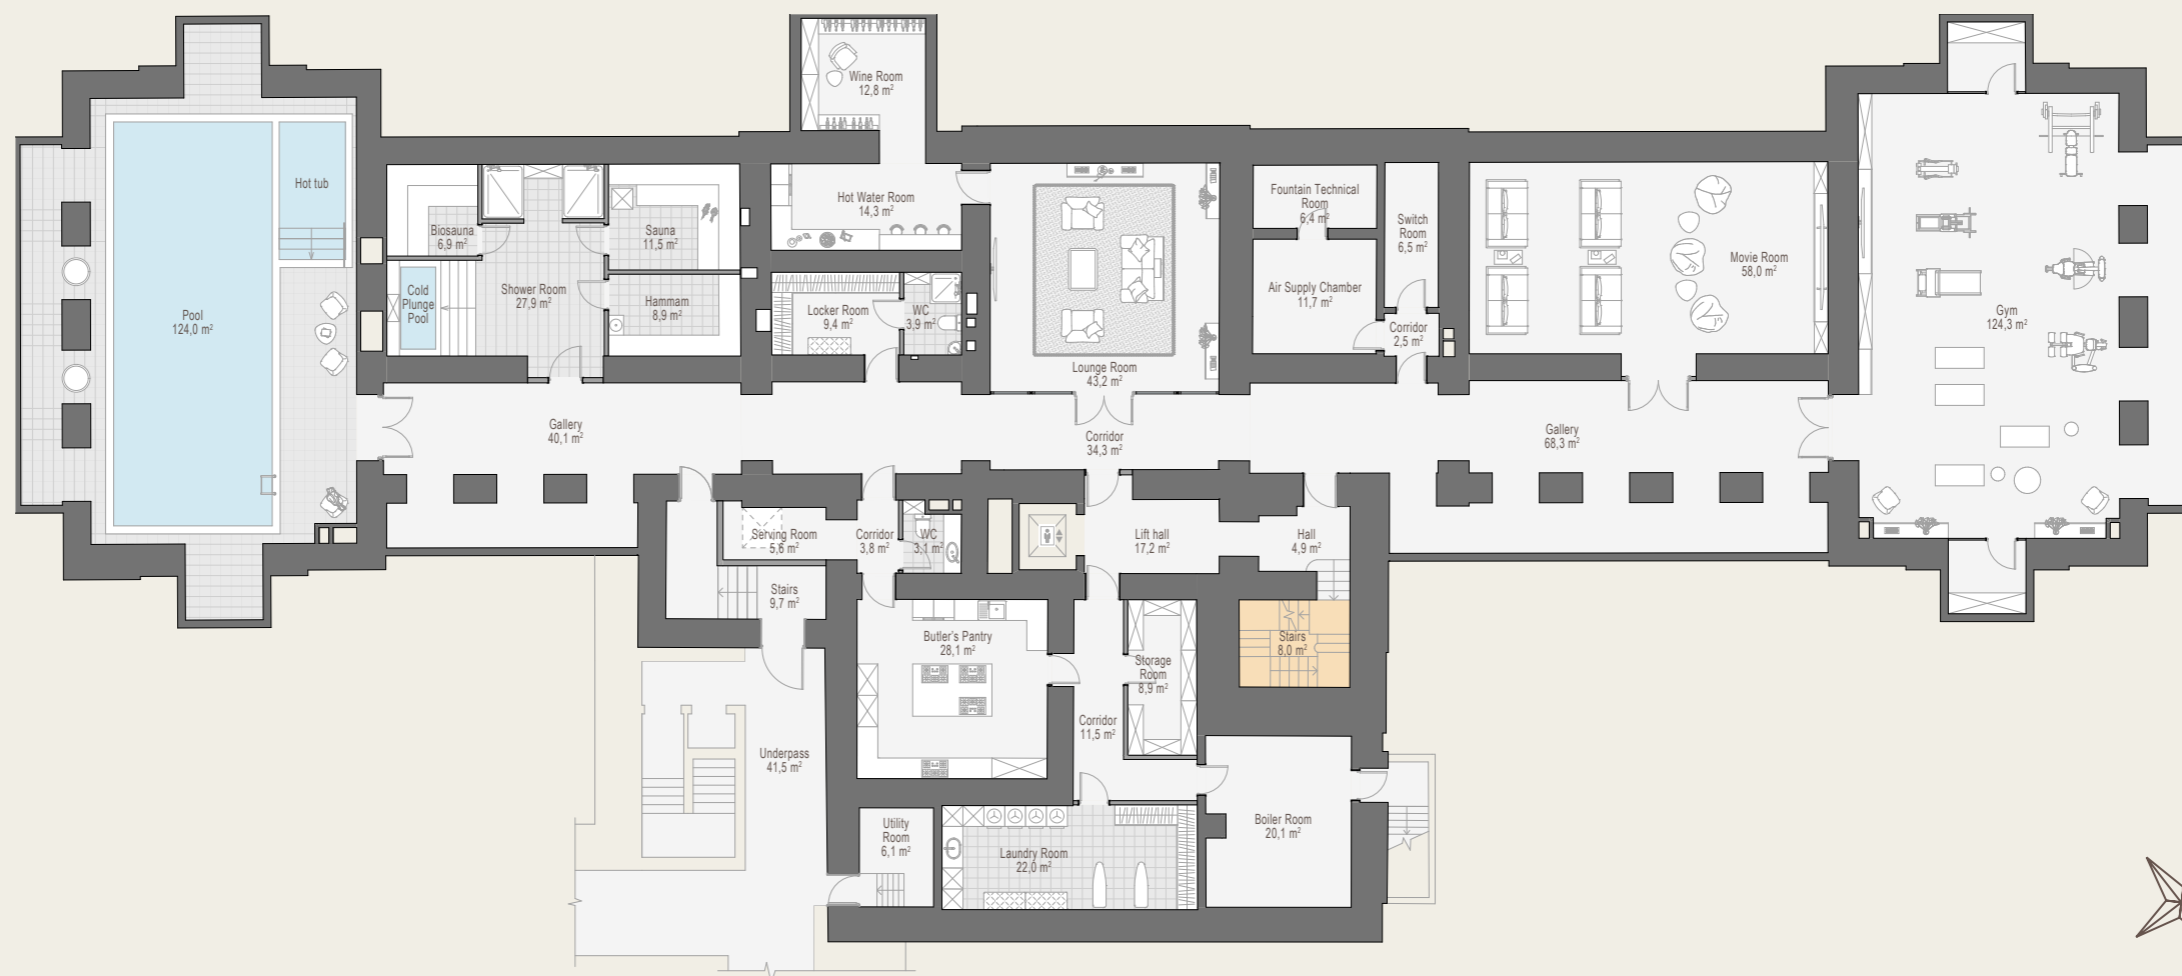 Wine Room
12,8 m²
Hot tub
Biosauna
6,9 m²
Sauna
11,5 m²
Hot Water Room
14,3 m²
Fountain Technical
Room
6,4 m²
Switch
Room
6,5 m²
Movie Room
58,0 m²
Pool
124,0 m²
Cold
Plunge
Pool
Shower Room
27,9 m²
Hammam
8,9 m²
Locker Room
9,4 m²
WC
3,9 m²
Air Supply Chamber
11,7 m²
Corridor
2,5 m²
Gym
124,3 m²
Lounge Room
43,2 m²
Gallery
40,1 m²
Corridor
34,3 m²
Gallery
68,3 m²
Serving Room
5,6 m²
Corridor
3,8 m²
WC
3,1 m²
Lift hall
17,2 m²
Hall
4,9 m²
Stairs
9,7 m²
Butler's Pantry
28,1 m²
Storage
Room
8,9 m²
Stairs
8,0 m²
Corridor
11,5 m²
Underpass
41,5 m²
Utility
Room
6,1 m²
Laundry Room
22,0 m²
Boiler Room
20,1 m²